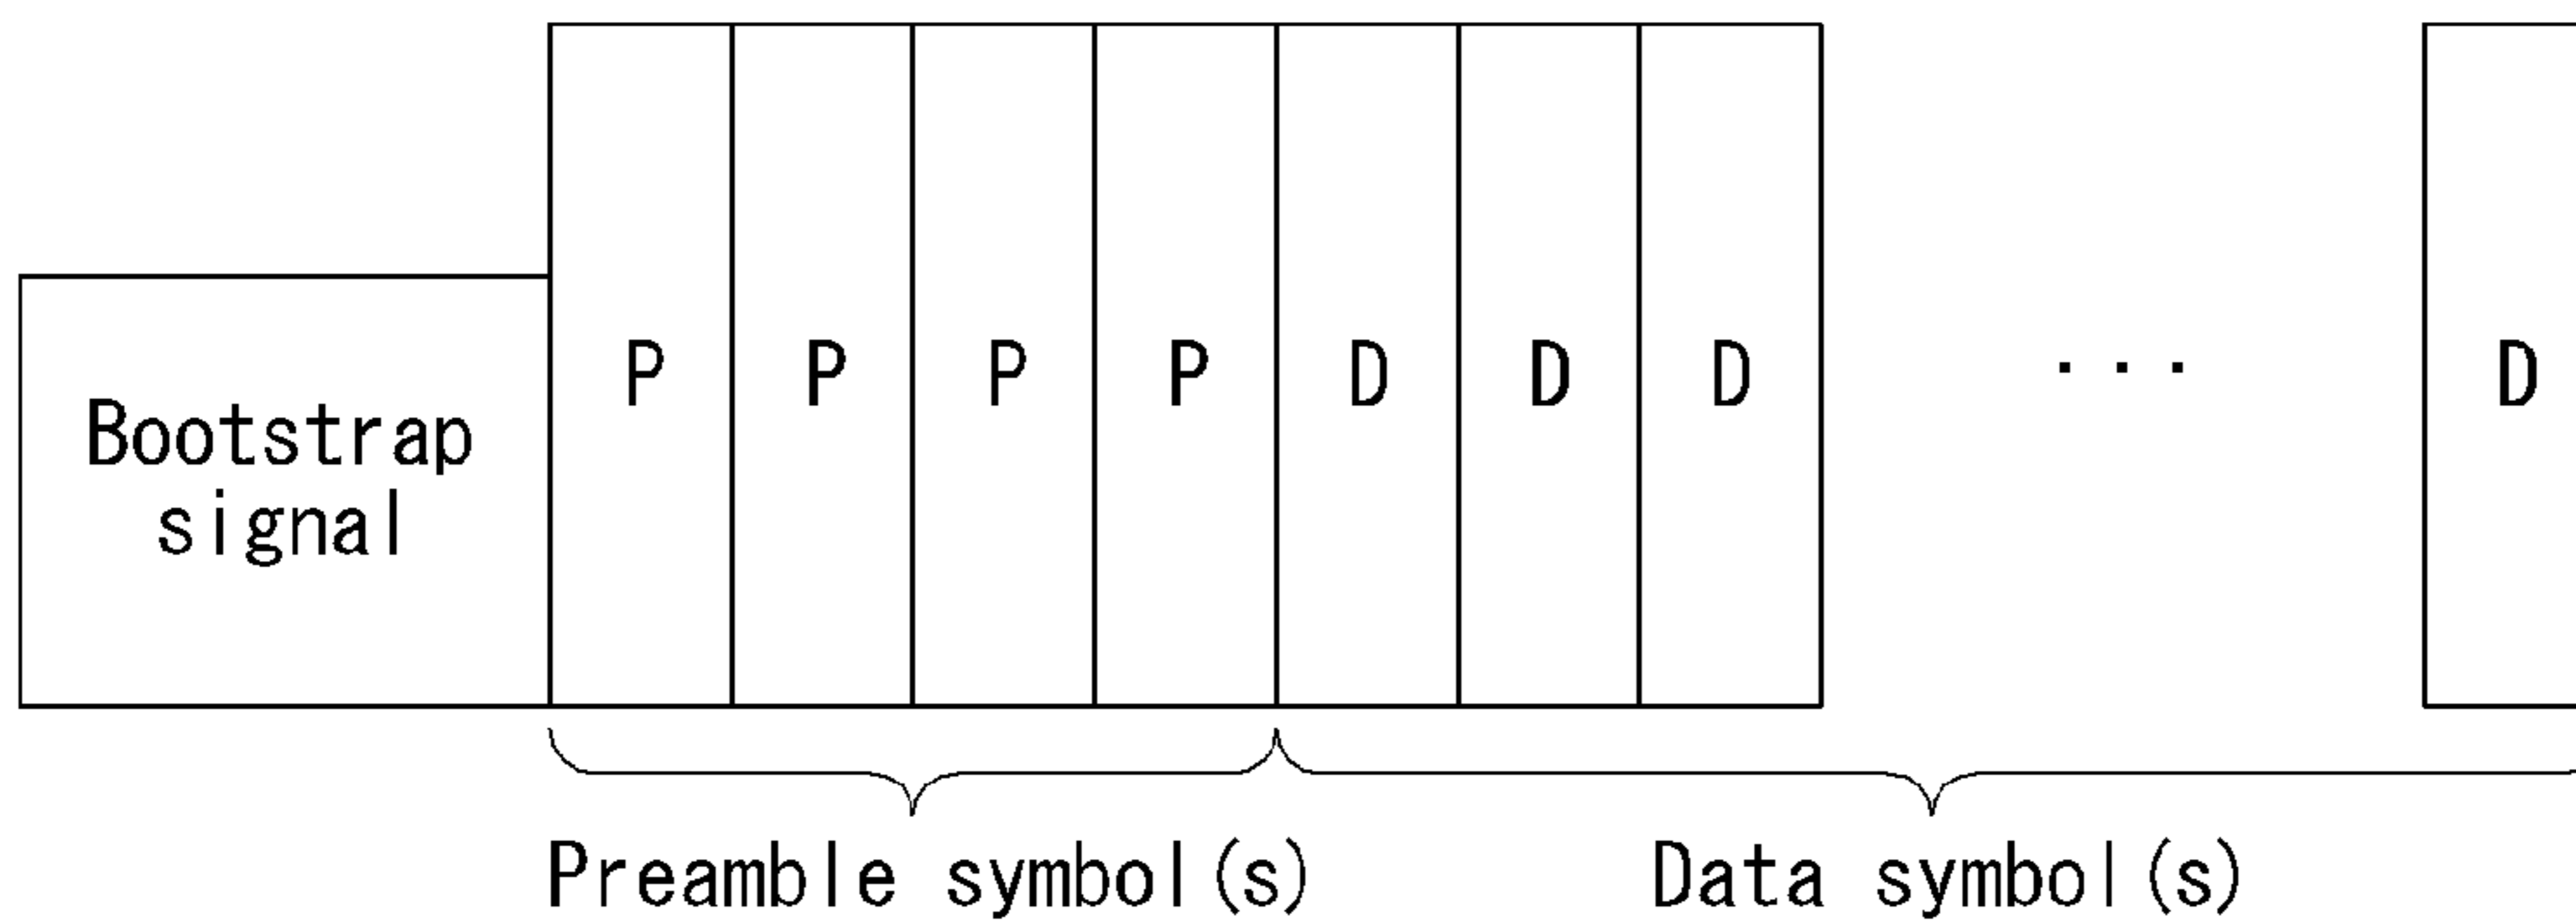 P P P P D D D ··· D
Bootstrap
signal
Preamble symbol(s) Data symbol(s)